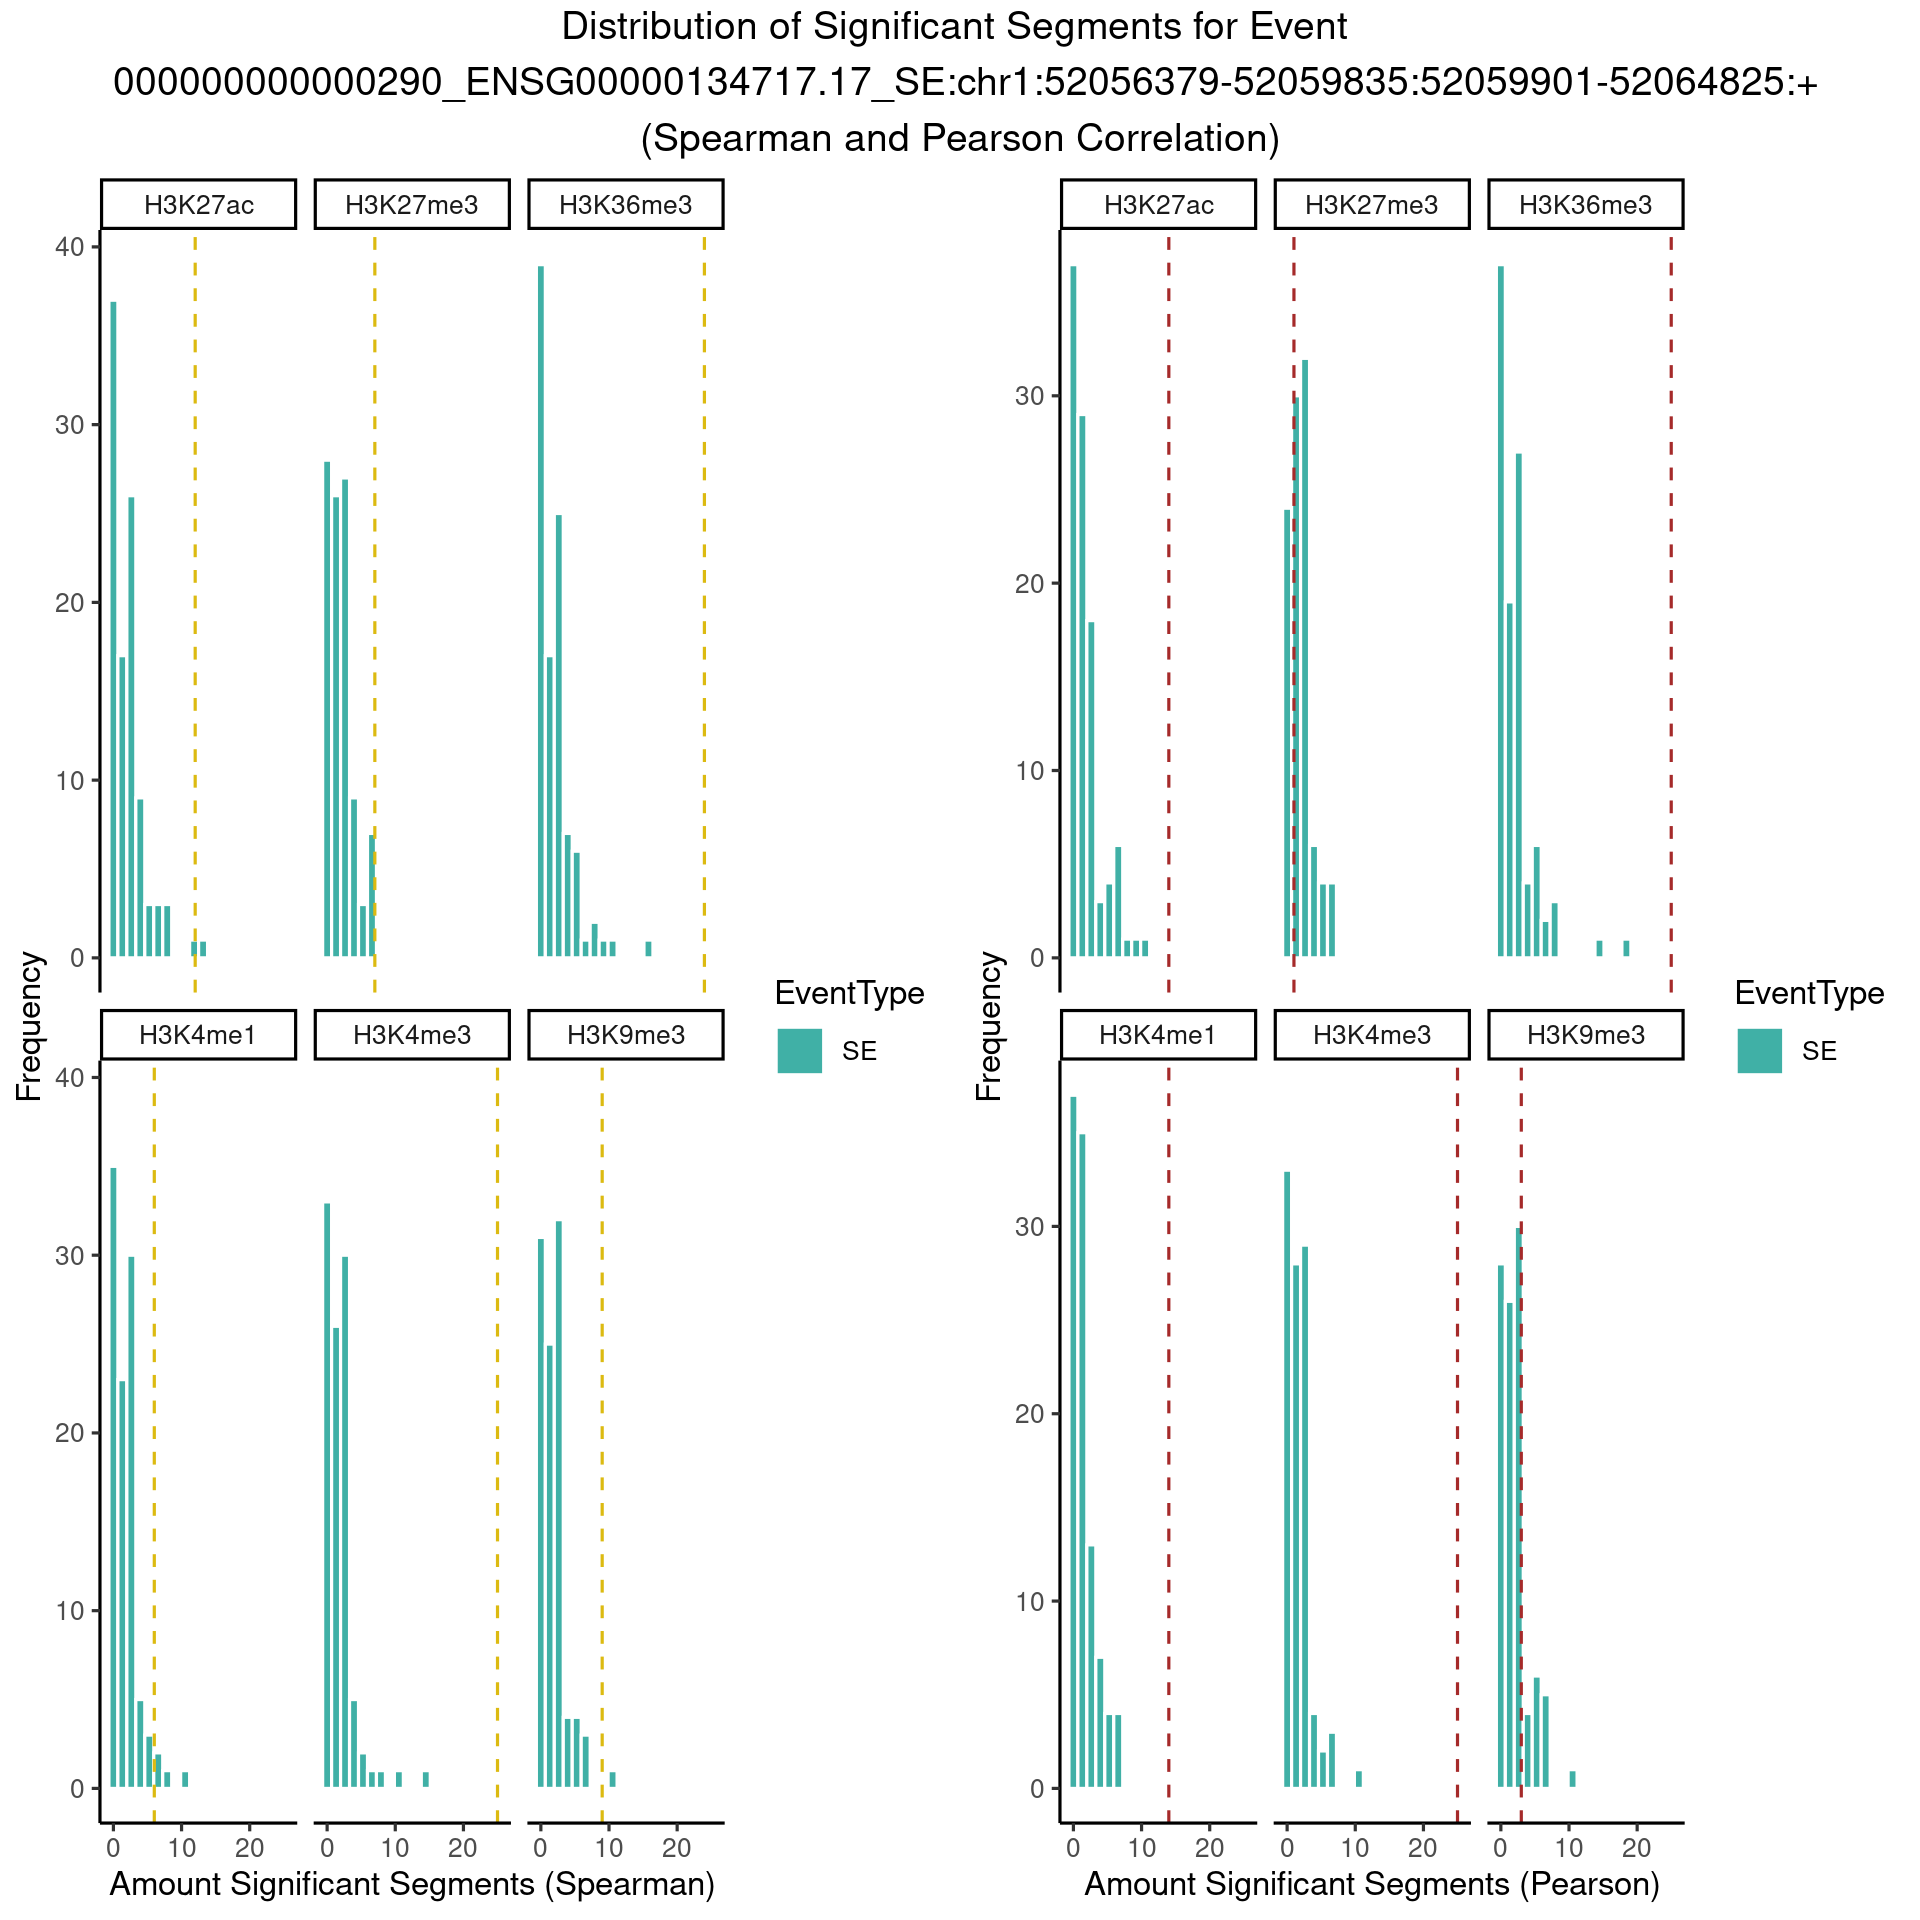 Distribution of Significant Segments for Event
000000000000290_ENSG00000134717.17_SE:chr1:52056379-52059835:52059901-52064825:+
(Spearman and Pearson Correlation)
H3K27ac H3K27me3 H3K36me3
40
30
20
10
0
H3K4me1 H3K4me3 H3K9me3
40
30
20
10
0
0 10 20 0 10 20 0 10 20
Frequency
Amount Significant Segments (Spearman)
EventType
SE
H3K27ac H3K27me3 H3K36me3
30
20
10
0
H3K4me1 H3K4me3 H3K9me3
30
20
10
0
0 10 20 0 10 20 0 10 20
Frequency
Amount Significant Segments (Pearson)
EventType
SE